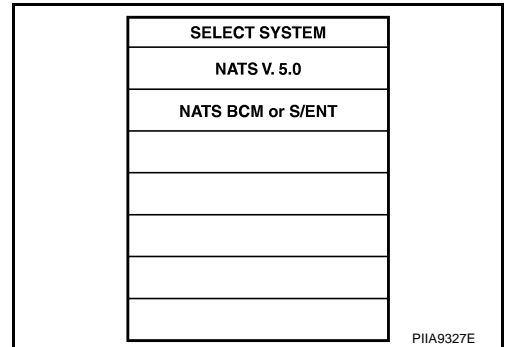 SELECT SYSTEM
NATS V. 5.0
NATS BCM or S/ENT
PIIA9327E